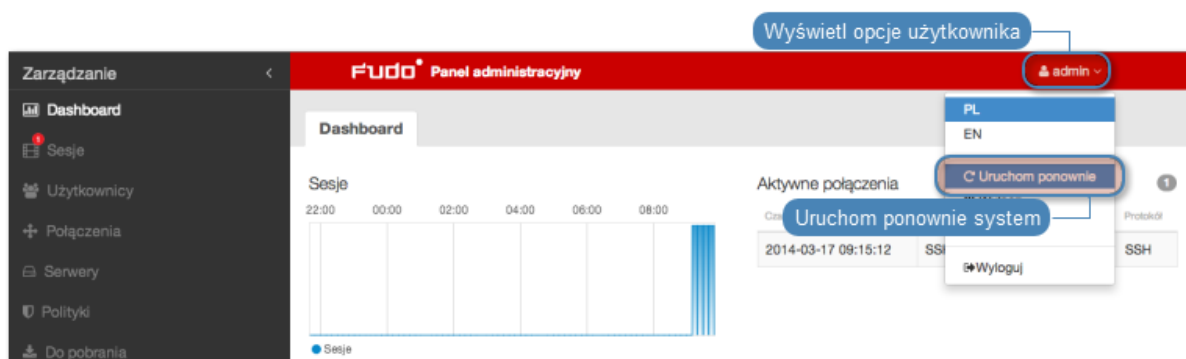 Wyświetl opcje użytkownika
Zarządzanie
FUDO Panel administracyjny
admin
Dashboard
Dashboard
PL
EN
1
Sesje
Użytkownicy
Sesje
Aktywne połączenia
Uruchom ponownie
1
22:00 00:00 02:00 04:00 06:00 08:00
Uruchom ponownie system
Protokół
Połączenia
2014-03-17 09:15:12
SSH
Serwery
Wyloguj
Polityki
Do pobrania
Sesje